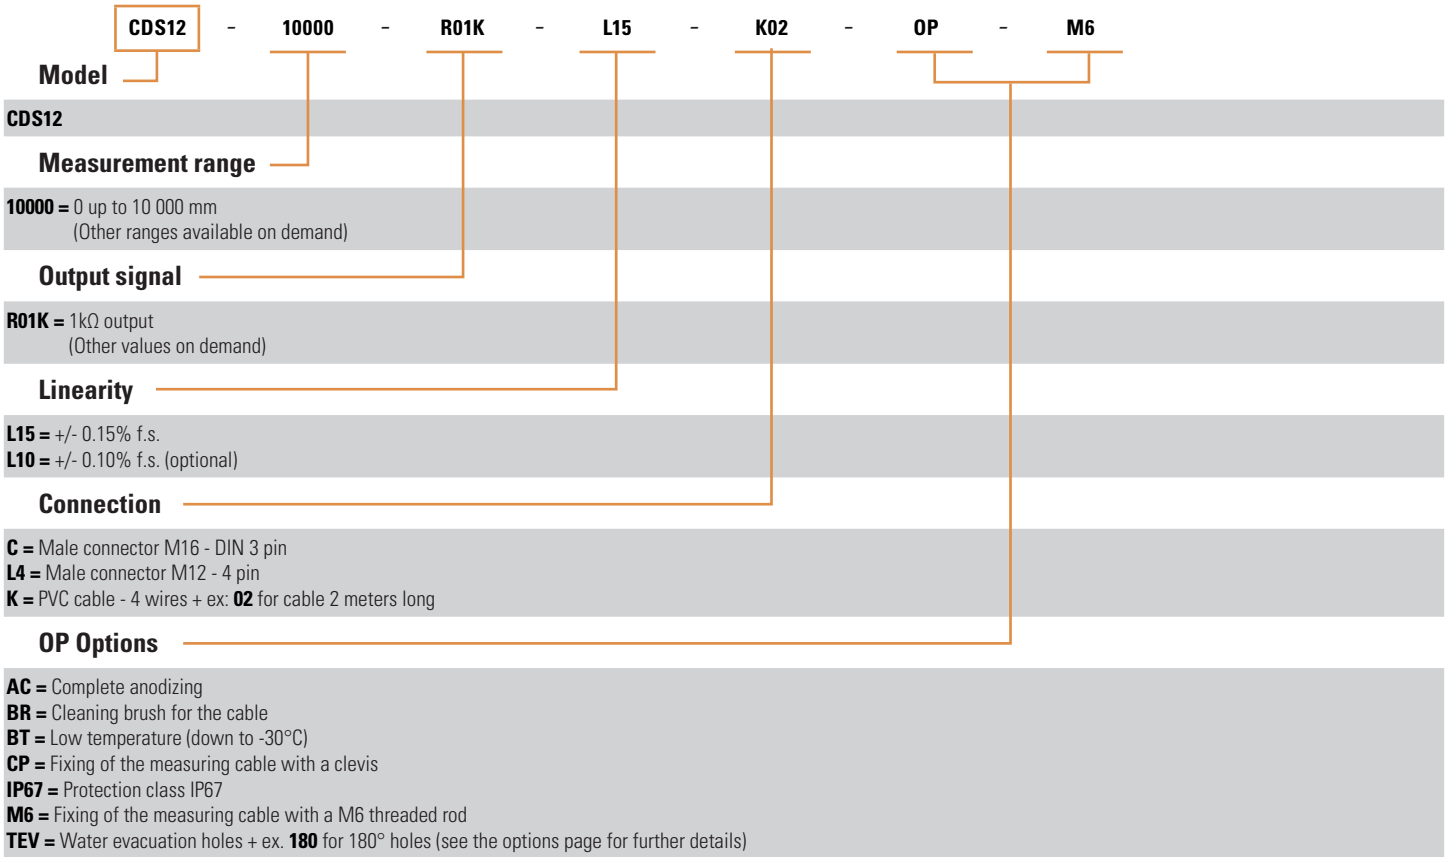 CDS12 - 10000 - R01K - L15 - K02 - OP - M6
Model
CDS12
Measurement range
10000 = 0 up to 10 000 mm
(Other ranges available on demand)
Output signal
R01K = 1kΩ output
(Other values on demand)
Linearity
L15 = +/- 0.15% f.s.
L10 = +/- 0.10% f.s. (optional)
Connection
C = Male connector M16 - DIN 3 pin
L4 = Male connector M12 - 4 pin
K = PVC cable - 4 wires + ex: 02 for cable 2 meters long
OP Options
AC = Complete anodizing
BR = Cleaning brush for the cable
BT = Low temperature (down to -30°C)
CP = Fixing of the measuring cable with a clevis
IP67 = Protection class IP67
M6 = Fixing of the measuring cable with a M6 threaded rod
TEV = Water evacuation holes + ex. 180 for 180° holes (see the options page for further details)